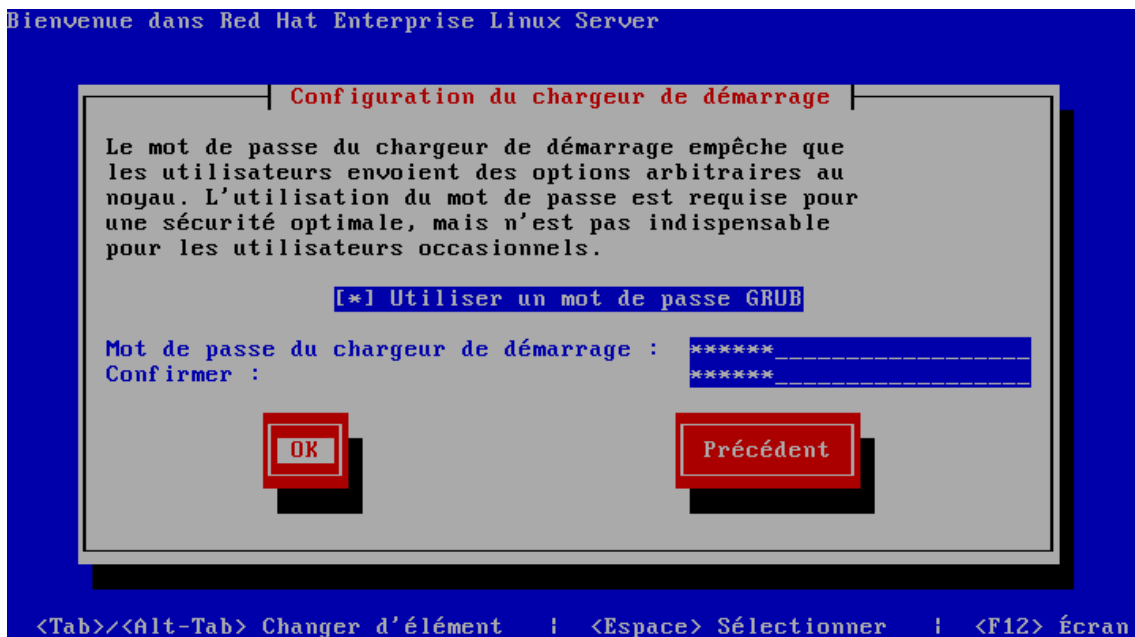 Bienvenue dans Red Hat Enterprise Linux Server
Configuration du chargeur de démarrage
Le mot de passe du chargeur de démarrage empêche que
les utilisateurs envoient des options arbitraires au
noyau. L'utilisation du mot de passe est requise pour
une sécurité optimale, mais n'est pas indispensable
pour les utilisateurs occasionnels.
[*] Utiliser un mot de passe GRUB
Mot de passe du chargeur de démarrage : ******__________________
Confirmer : ******__________________
OK Précédent
<Tab>/<Alt-Tab> Changer d'élément | <Espace> Sélectionner | <F12> Écran